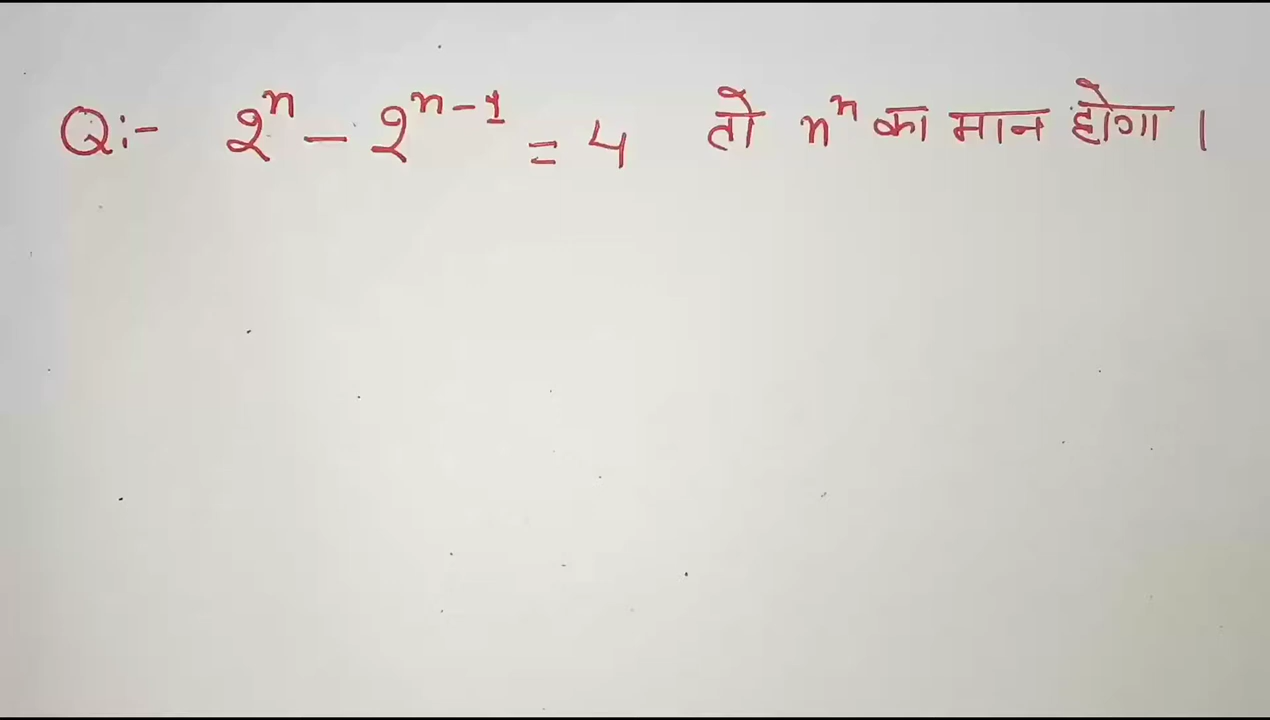 Q:- 2ⁿ - 2ⁿ⁻¹ = 4 तो nⁿ का मान होगा।